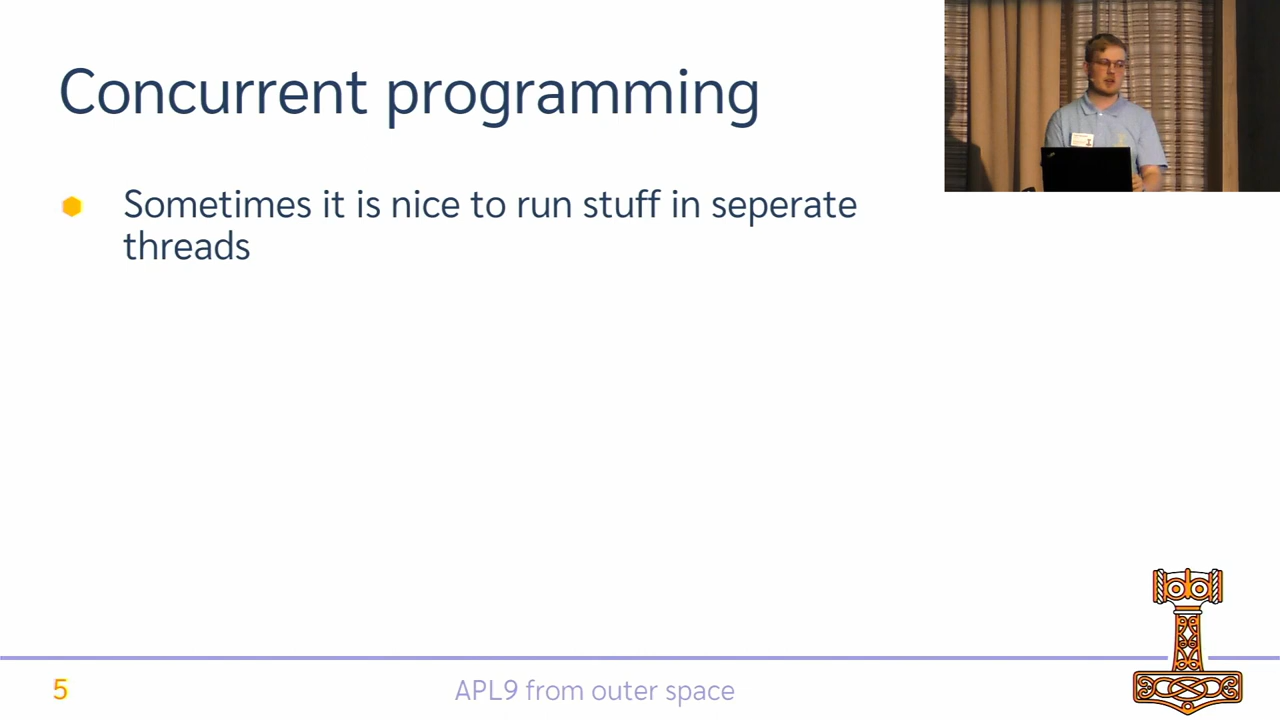 Concurrent programming
Sometimes it is nice to run stuff in seperate
threads
5
APL9 from outer space